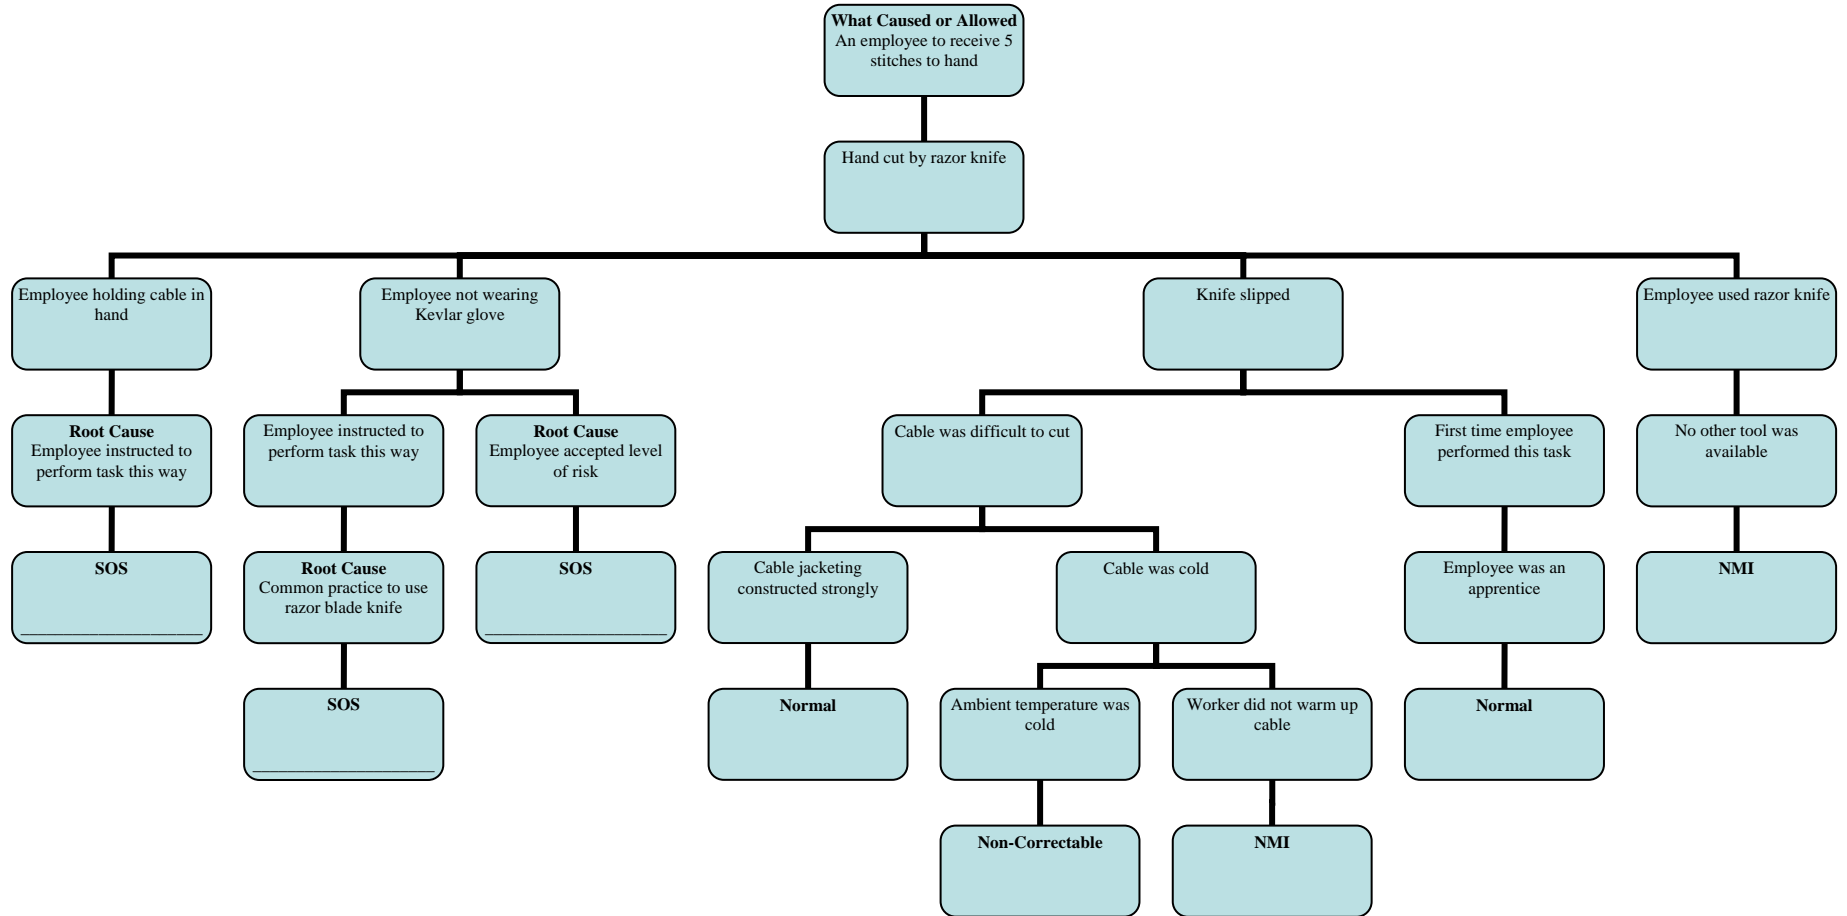 What Caused or Allowed
An employee to receive 5
stitches to hand
Hand cut by razor knife
Employee holding cable in
hand
Employee not wearing
Kevlar glove
Knife slipped
Employee used razor knife
Root Cause
Employee instructed to
perform task this way
Employee instructed to
perform task this way
Root Cause
Employee accepted level
of risk
Cable was difficult to cut
First time employee
performed this task
No other tool was
available
SOS
Root Cause
Common practice to use
razor blade knife
SOS
Cable jacketing
constructed strongly
Cable was cold
Employee was an
apprentice
NMI
SOS
Normal
Ambient temperature was
cold
Worker did not warm up
cable
Normal
Non-Correctable
NMI